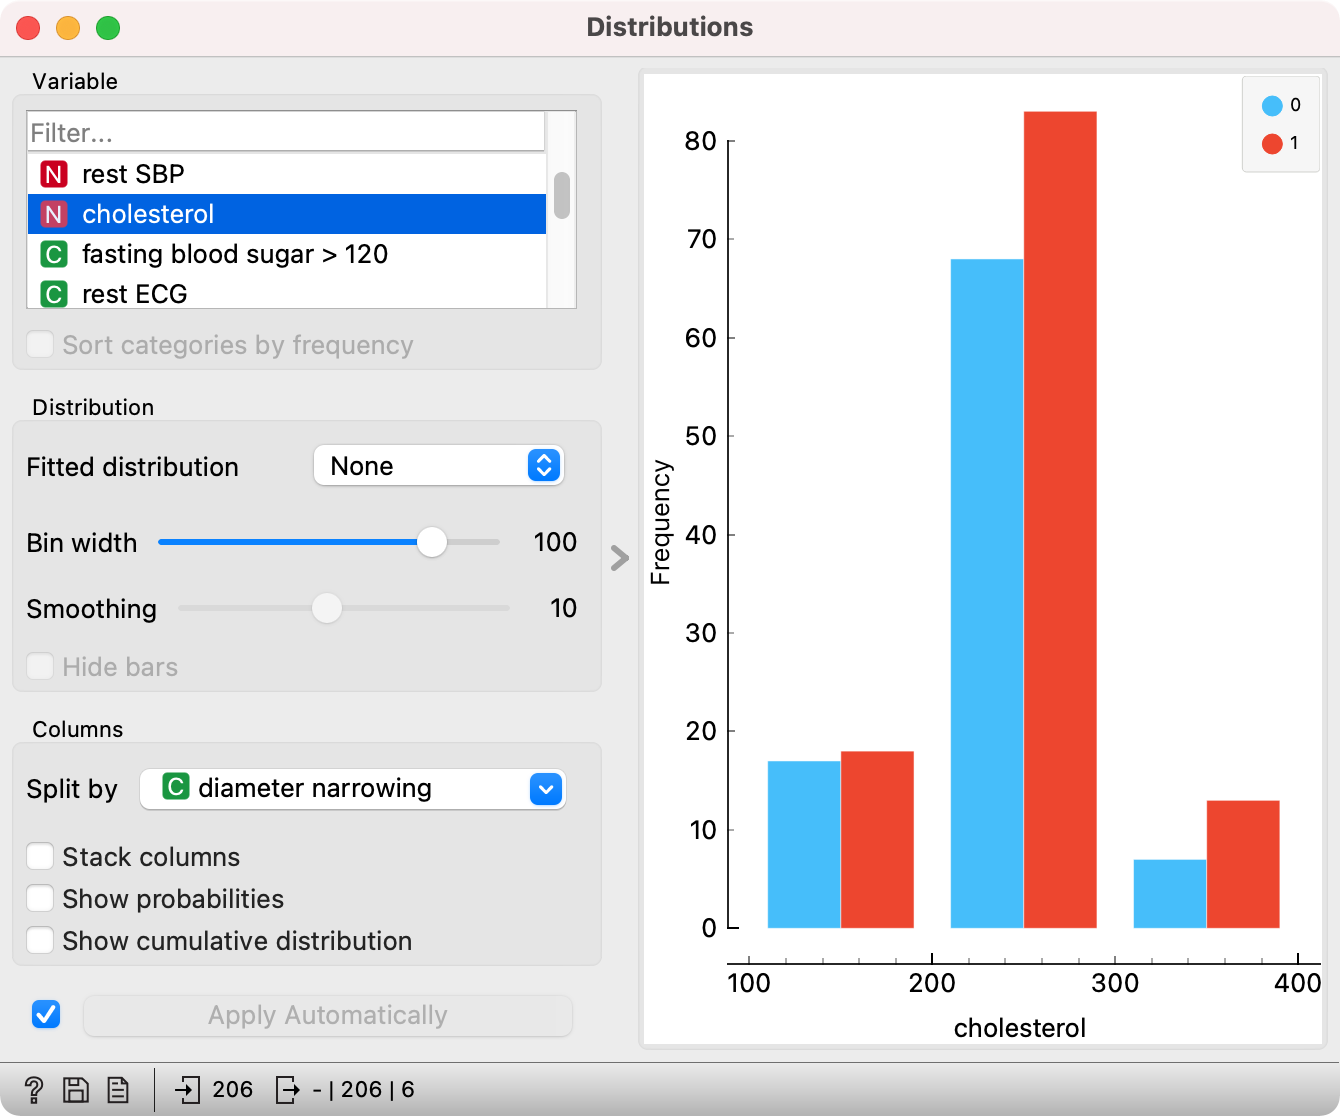 Distributions
Variable
Filter...
N rest SBP
N cholesterol
C fasting blood sugar > 120
C rest ECG
Sort categories by frequency
Distribution
Fitted distribution None
Bin width 100
Smoothing 10
Hide bars
Columns
Split by C diameter narrowing
Stack columns
Show probabilities
Show cumulative distribution
Apply Automatically
? 206 - | 206 | 6
0
1
80
70
60
50
40
30
20
10
0
Frequency
100 200 300 400
cholesterol